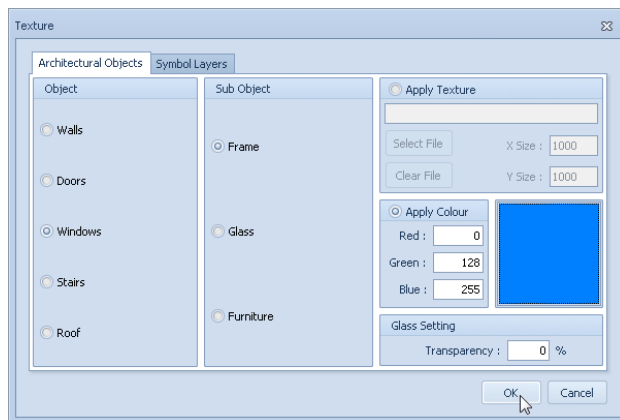 Texture
Architectural Objects Symbol Layers
Object
Walls
Doors
Windows
Stairs
Roof
Sub Object
Frame
Glass
Furniture
Apply Texture
Select File X Size : 1000
Clear File Y Size : 1000
Apply Colour
Red : 0
Green : 128
Blue : 255
Glass Setting
Transparency : 0 %
OK Cancel